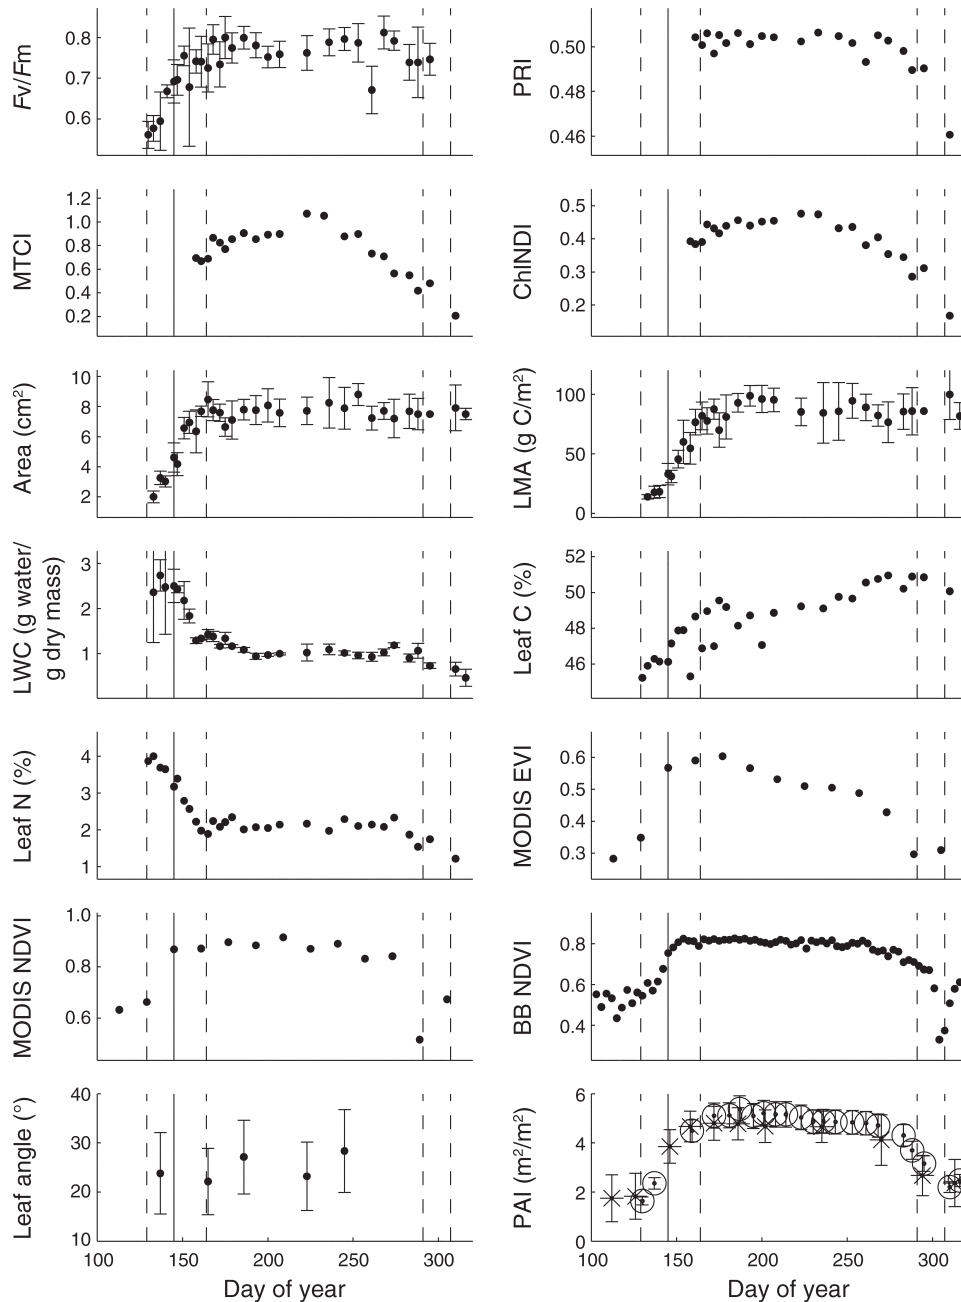 Fv/Fm
0.8
0.7
0.6
PRI
0.50
0.48
0.46
MTCI
1.2
1.0
0.8
0.6
0.4
0.2
ChlNDI
0.5
0.4
0.3
0.2
Area (cm²)
10
8
6
4
2
LMA (g C/m²)
100
50
0
LWC (g water/
g dry mass)
3
2
1
Leaf C (%)
52
50
48
46
Leaf N (%)
4
3
2
1
MODIS EVI
0.6
0.5
0.4
0.3
MODIS NDVI
1.0
0.8
0.6
BB NDVI
0.8
0.6
0.4
Leaf angle (°)
40
30
20
10
100 150 200 250 300
Day of year
PAI (m²/m²)
6
4
2
0
100 150 200 250 300
Day of year